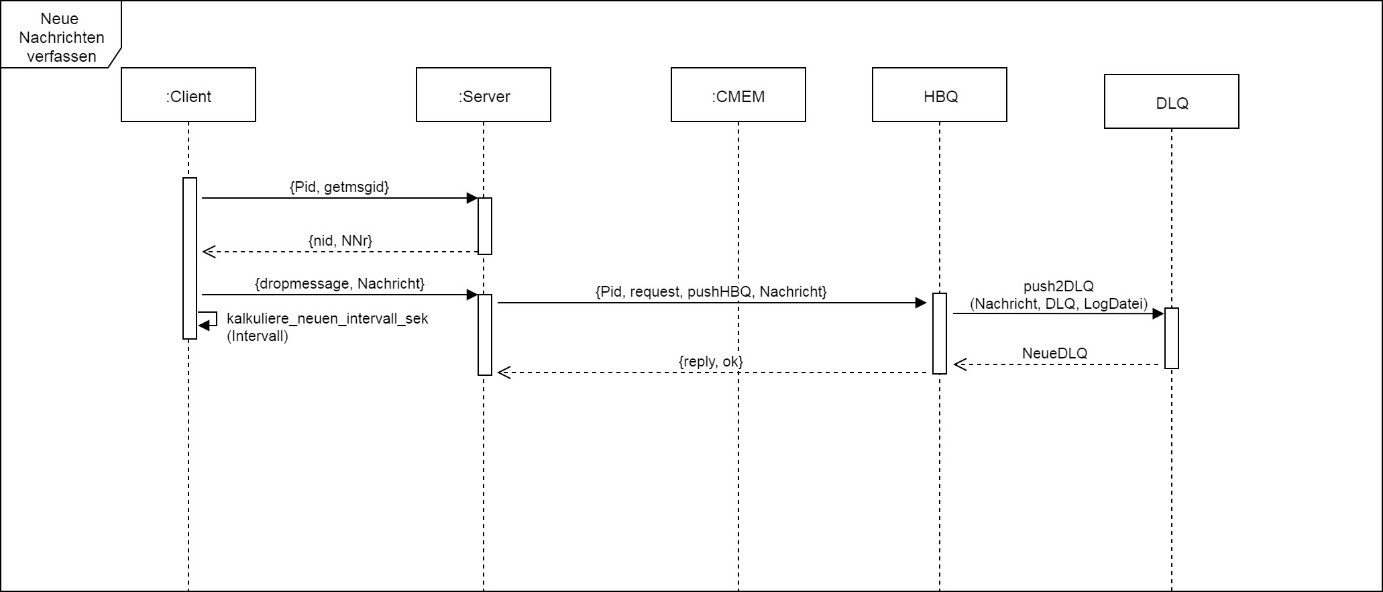 Neue
Nachrichten
verfassen
:Client
:Server
:CMEM
HBQ
DLQ
{Pid, getmsgid}
{nid, NNr}
{dropmessage, Nachricht}
{Pid, request, pushHBQ, Nachricht}
push2DLQ
(Nachricht, DLQ, LogDatei)
kalkuliere_neuen_intervall_sek
(Intervall)
NeueDLQ
{reply, ok}